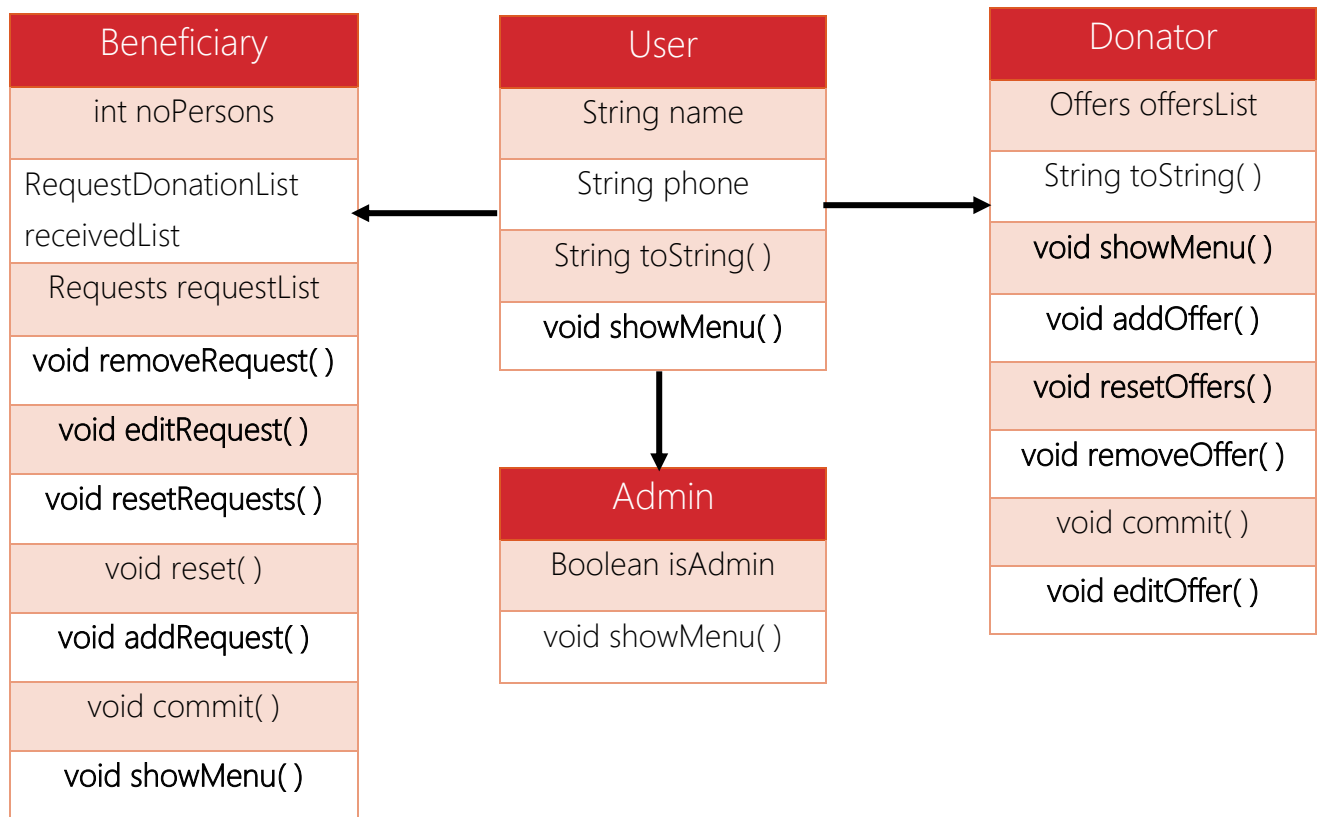 Beneficiary
int noPersons
RequestDonationList
receivedList
Requests requestList
void removeRequest( )
void editRequest( )
void resetRequests( )
void reset( )
void addRequest( )
void commit( )
void showMenu( )
User
String name
String phone
String toString( )
void showMenu( )
Admin
Boolean isAdmin
void showMenu( )
Donator
Offers offersList
String toString( )
void showMenu( )
void addOffer( )
void resetOffers( )
void removeOffer( )
void commit( )
void editOffer( )